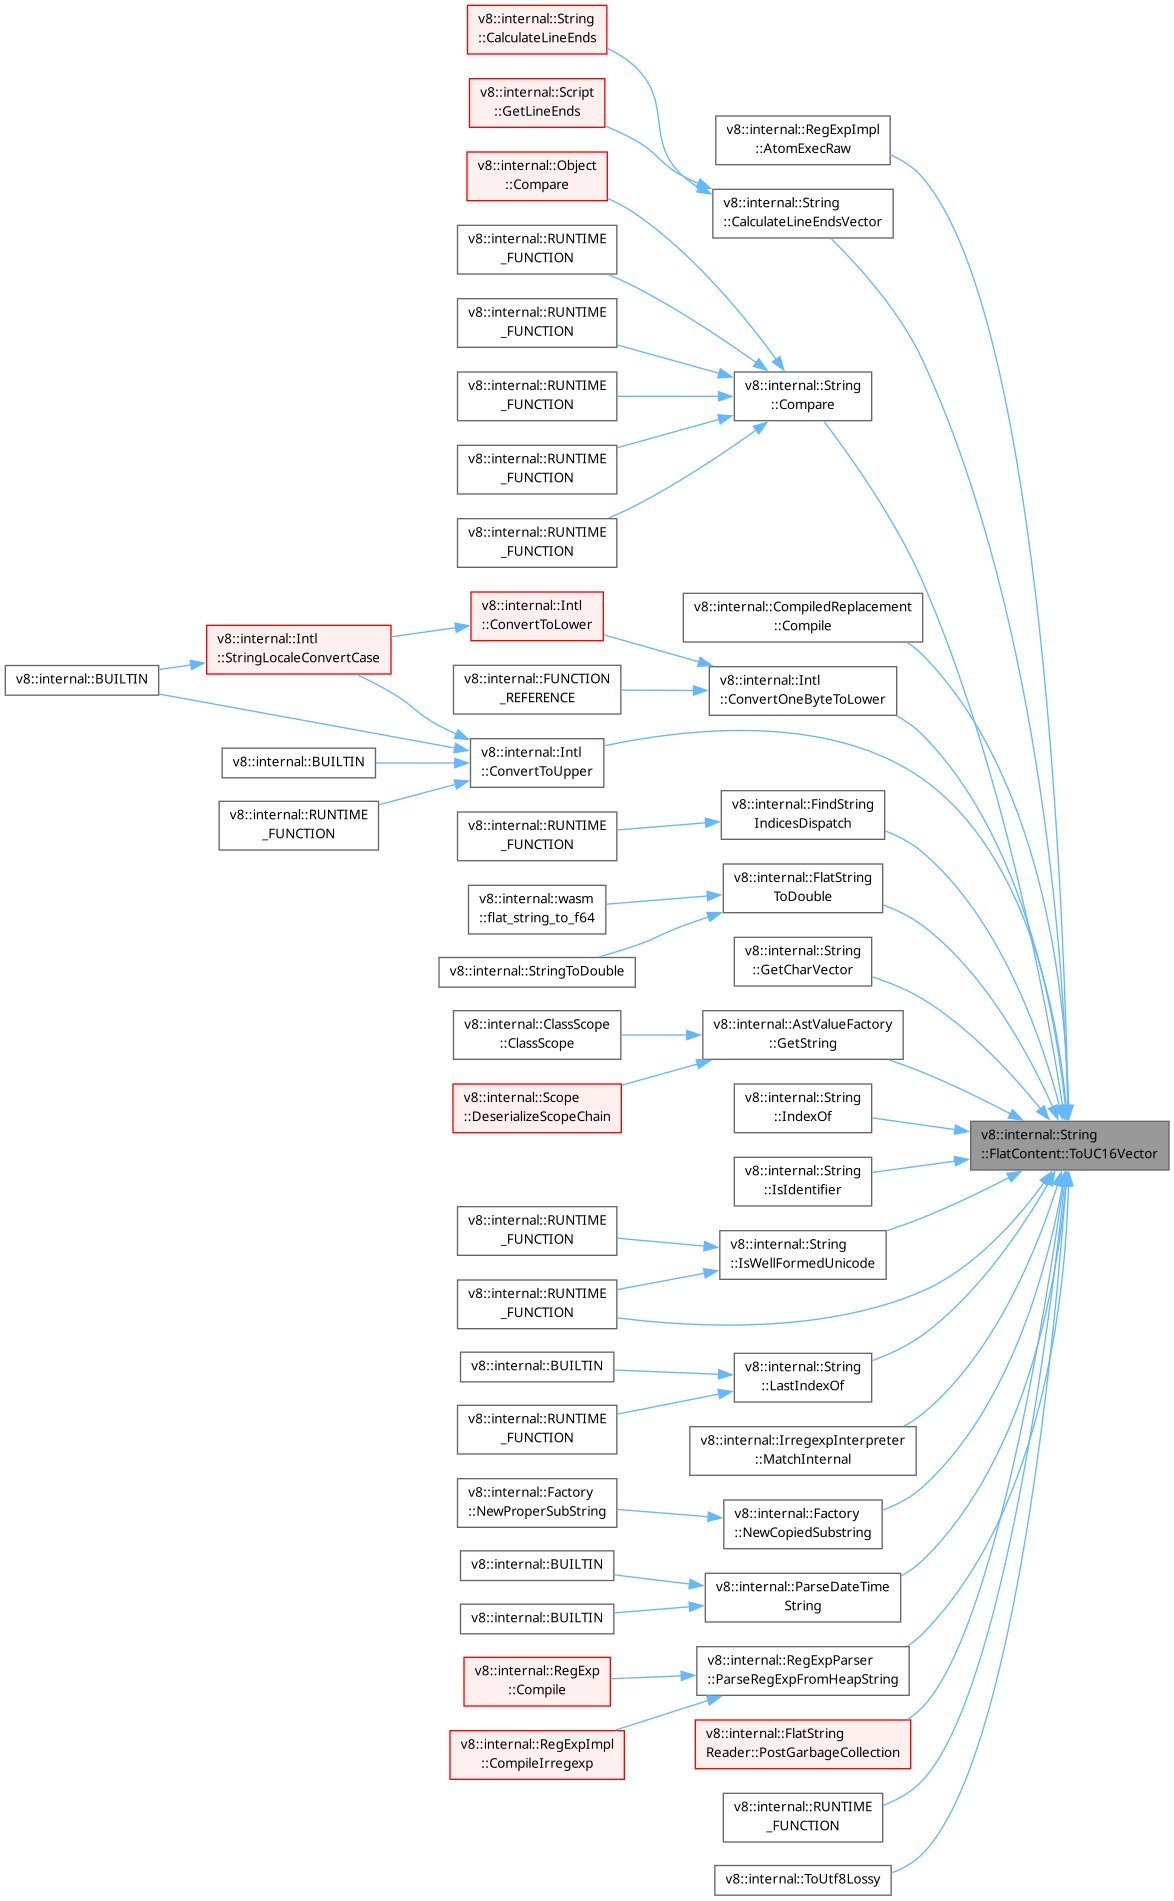 v8::internal::String
::CalculateLineEnds
v8::internal::Script
::GetLineEnds
v8::internal::RegExpImpl
::AtomExecRaw
v8::internal::Object
::Compare
v8::internal::String
::CalculateLineEndsVector
v8::internal::RUNTIME
_FUNCTION
v8::internal::RUNTIME
_FUNCTION
v8::internal::RUNTIME
_FUNCTION
v8::internal::String
::Compare
v8::internal::RUNTIME
_FUNCTION
v8::internal::RUNTIME
_FUNCTION
v8::internal::Intl
::ConvertToLower
v8::internal::CompiledReplacement
::Compile
v8::internal::Intl
::StringLocaleConvertCase
v8::internal::BUILTIN
v8::internal::FUNCTION
_REFERENCE
v8::internal::Intl
::ConvertOneByteToLower
v8::internal::BUILTIN
v8::internal::Intl
::ConvertToUpper
v8::internal::RUNTIME
_FUNCTION
v8::internal::RUNTIME
_FUNCTION
v8::internal::FindString
IndicesDispatch
v8::internal::wasm
::flat_string_to_f64
v8::internal::FlatString
ToDouble
v8::internal::StringToDouble
v8::internal::String
::GetCharVector
v8::internal::ClassScope
::ClassScope
v8::internal::AstValueFactory
::GetString
v8::internal::Scope
::DeserializeScopeChain
v8::internal::String
::IndexOf
v8::internal::String
::FlatContent::ToUC16Vector
v8::internal::String
::IsIdentifier
v8::internal::RUNTIME
_FUNCTION
v8::internal::String
::IsWellFormedUnicode
v8::internal::RUNTIME
_FUNCTION
v8::internal::BUILTIN
v8::internal::String
::LastIndexOf
v8::internal::RUNTIME
_FUNCTION
v8::internal::IrregexpInterpreter
::MatchInternal
v8::internal::Factory
::NewProperSubString
v8::internal::Factory
::NewCopiedSubstring
v8::internal::BUILTIN
v8::internal::ParseDateTime
String
v8::internal::BUILTIN
v8::internal::RegExp
::Compile
v8::internal::RegExpParser
::ParseRegExpFromHeapString
v8::internal::RegExpImpl
::CompileIrregexp
v8::internal::FlatString
Reader::PostGarbageCollection
v8::internal::RUNTIME
_FUNCTION
v8::internal::ToUtf8Lossy